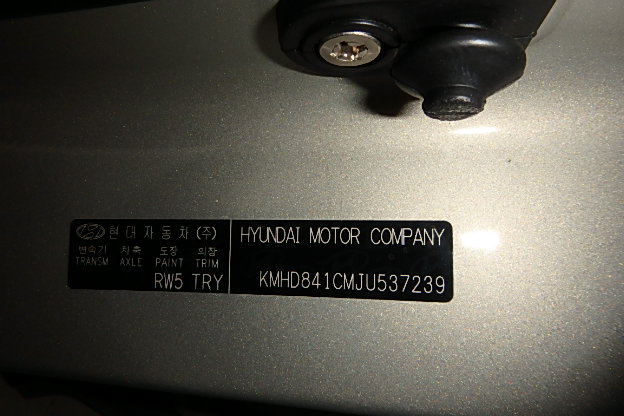 현대자동차(주)
변속기 차축 도장 의장
TRANSM AXLE PAINT TRIM
RW5 TRY
HYUNDAI MOTOR COMPANY
KMHD841CMJU537239